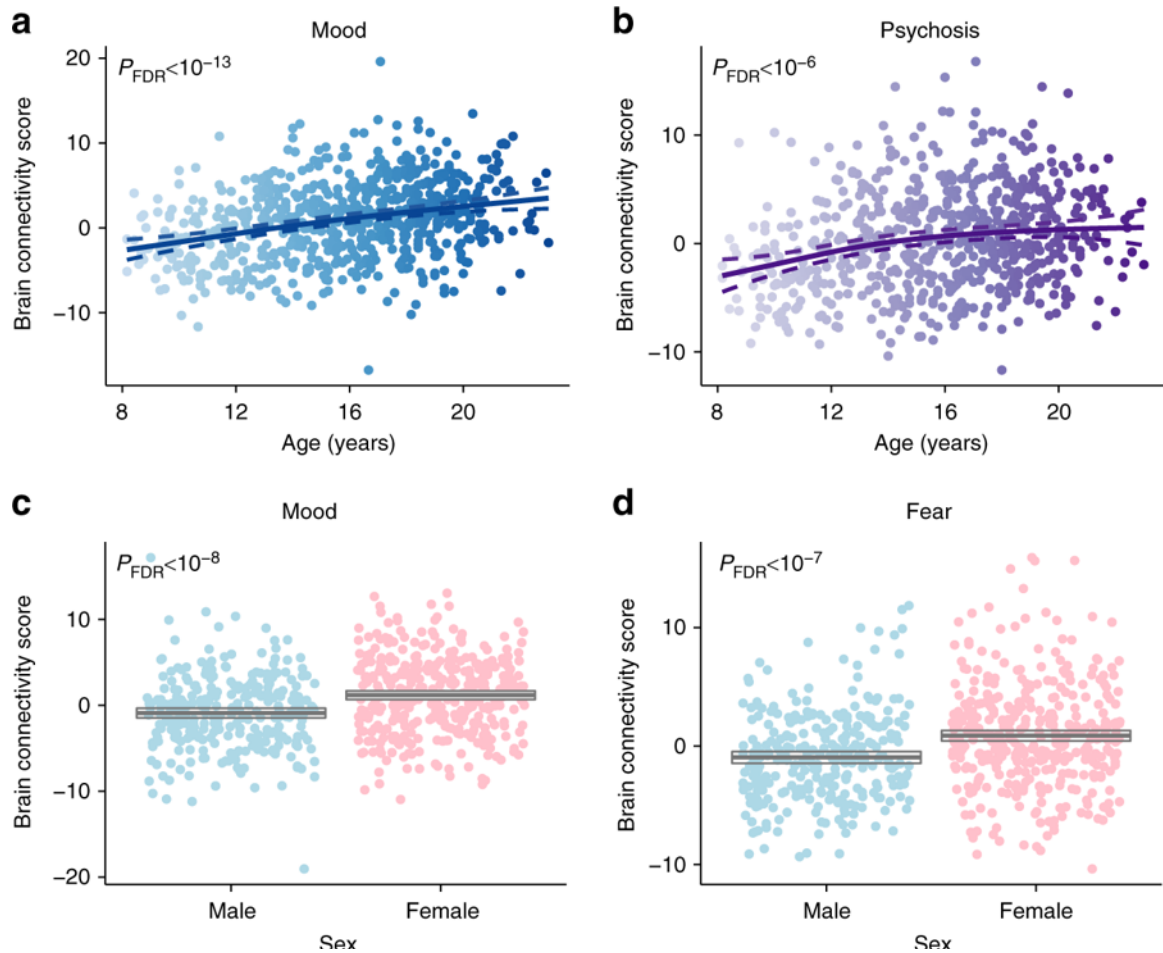 a
Mood
P_FDR<10⁻¹³
20
10
0
−10
8 12 16 20
Age (years)
Brain connectivity score
b
Psychosis
P_FDR<10⁻⁶
10
0
−10
8 12 16 20
Age (years)
Brain connectivity score
c
Mood
P_FDR<10⁻⁸
10
0
−10
−20
Male Female
Sex
Brain connectivity score
d
Fear
P_FDR<10⁻⁷
10
0
−10
Male Female
Sex
Brain connectivity score